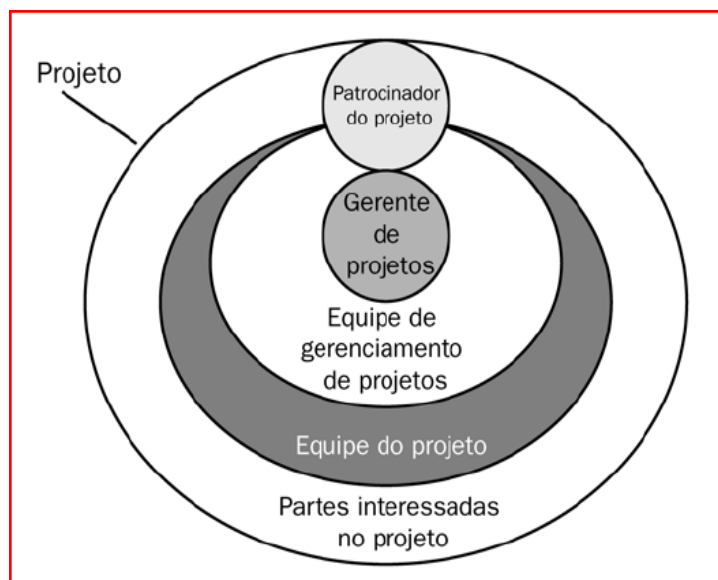 Projeto
Patrocinador
do projeto
Gerente
de
projetos
Equipe de
gerenciamento
de projetos
Equipe do projeto
Partes interessadas
no projeto